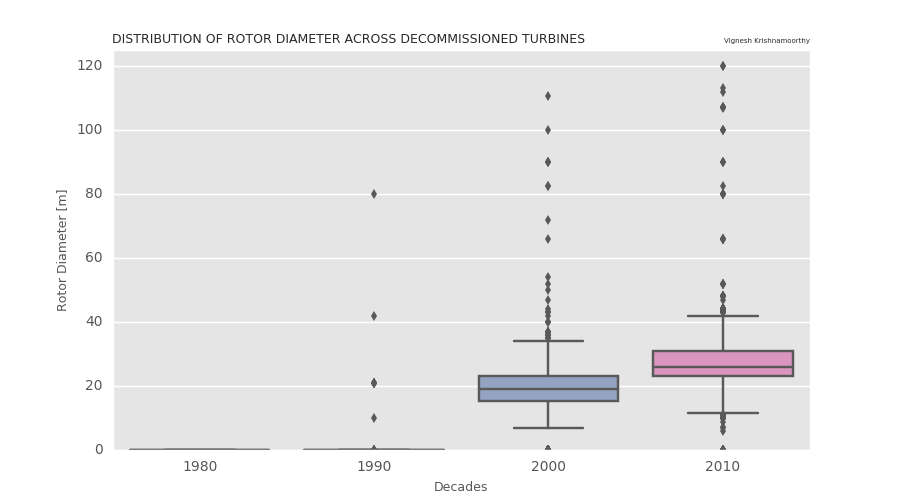 DISTRIBUTION OF ROTOR DIAMETER ACROSS DECOMMISSIONED TURBINES
Vignesh Krishnamoorthy
120
100
80
60
40
20
0
Rotor Diameter [m]
1980 1990 2000 2010
Decades